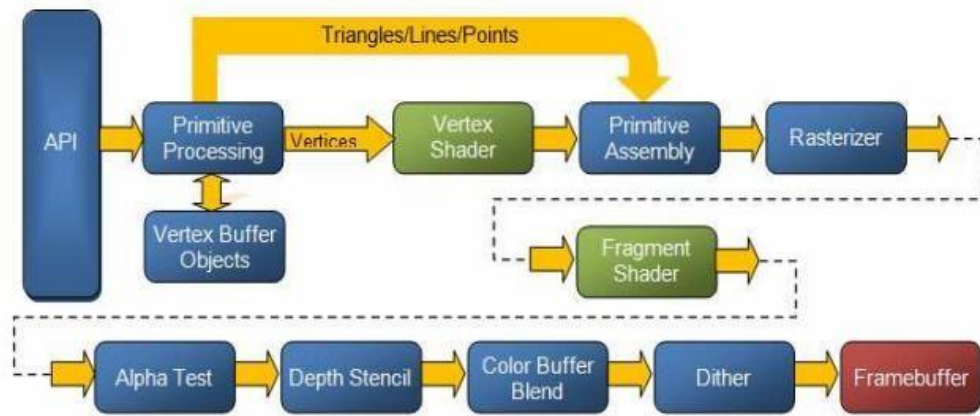 Triangles/Lines/Points
API
Primitive
Processing
Vertices
Vertex
Shader
Primitive
Assembly
Rasterizer
Vertex Buffer
Objects
Fragment
Shader
Alpha Test
Depth Stencil
Color Buffer
Blend
Dither
Framebuffer